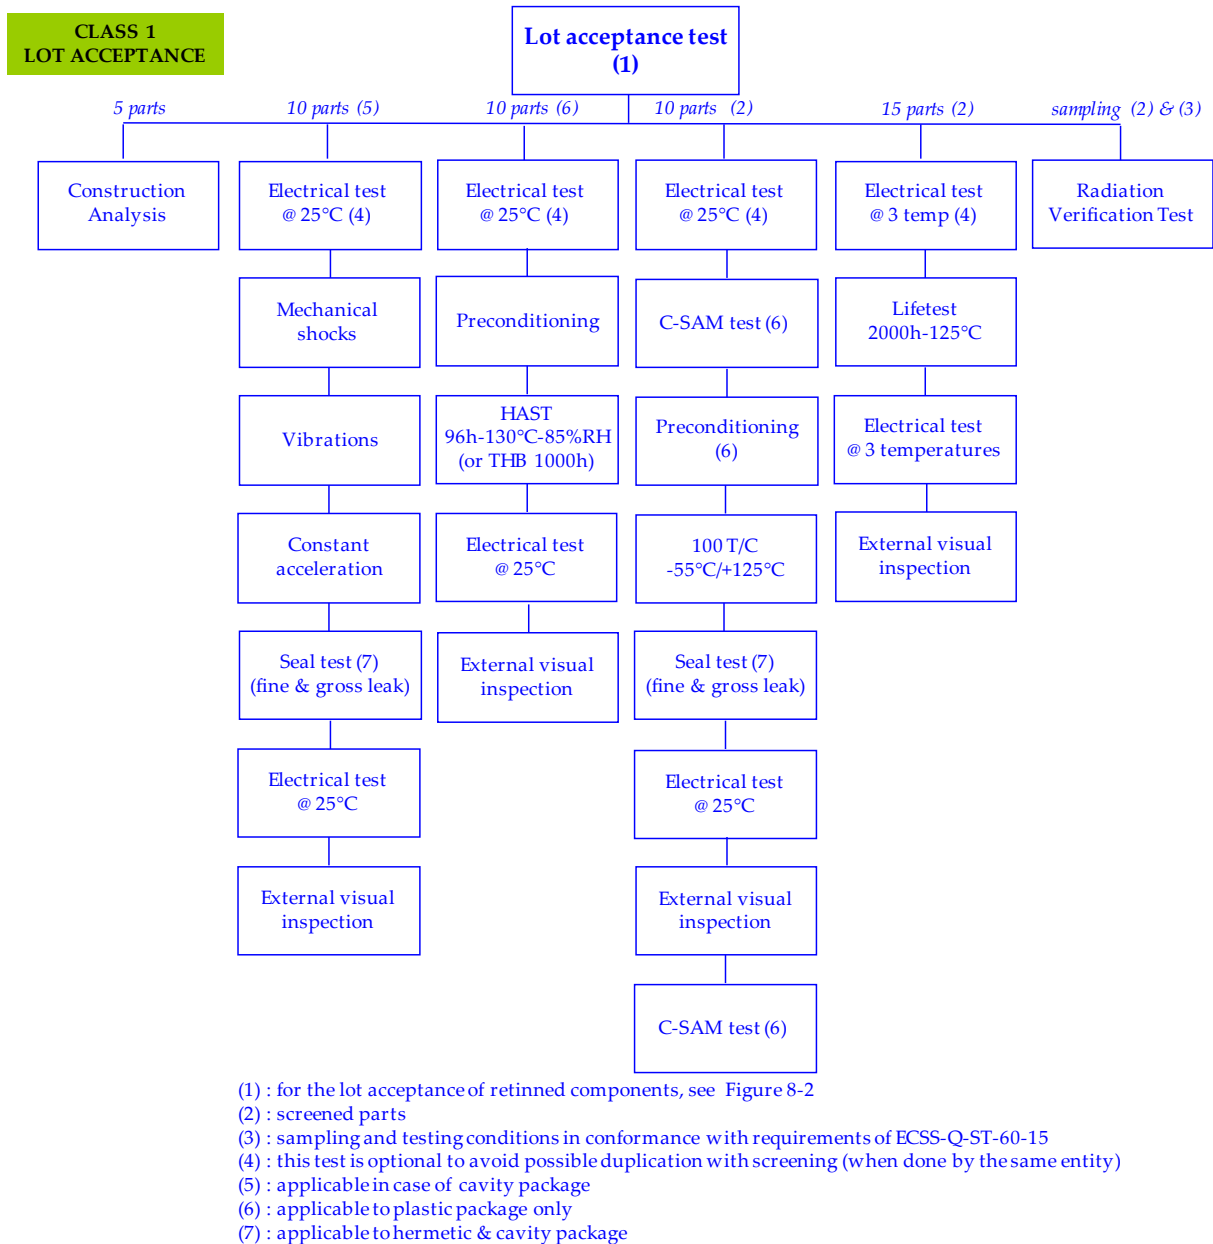 CLASS 1
LOT ACCEPTANCE
Lot acceptance test
(1)
5 parts
10 parts (5)
10 parts (6)
10 parts (2)
15 parts (2)
sampling (2) & (3)
Construction
Analysis
Electrical test
@ 25°C (4)
Electrical test
@ 25°C (4)
Electrical test
@ 25°C (4)
Electrical test
@ 3 temp (4)
Radiation
Verification Test
Mechanical
shocks
Preconditioning
C-SAM test (6)
Lifetest
2000h-125°C
Vibrations
HAST
96h-130°C-85%RH
(or THB 1000h)
Preconditioning
(6)
Electrical test
@ 3 temperatures
Constant
acceleration
Electrical test
@ 25°C
100 T/C
-55°C/+125°C
External visual
inspection
Seal test (7)
(fine & gross leak)
External visual
inspection
Seal test (7)
(fine & gross leak)
Electrical test
@ 25°C
Electrical test
@ 25°C
External visual
inspection
External visual
inspection
C-SAM test (6)
(1) : for the lot acceptance of retinned components, see Figure 8-2
(2) : screened parts
(3) : sampling and testing conditions in conformance with requirements of ECSS-Q-ST-60-15
(4) : this test is optional to avoid possible duplication with screening (when done by the same entity)
(5) : applicable in case of cavity package
(6) : applicable to plastic package only
(7) : applicable to hermetic & cavity package